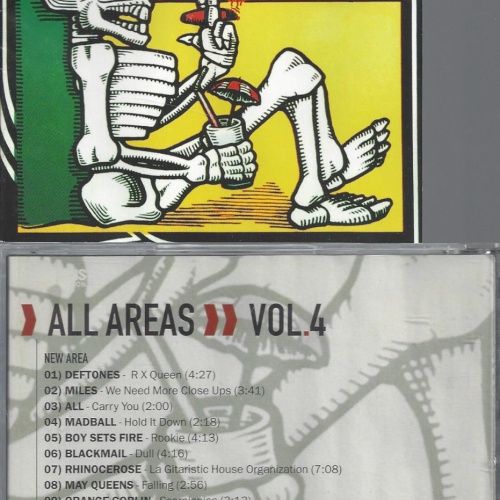 ❱ ALL AREAS ❱❱ VOL.4
NEW AREA
01) DEFTONES - R X Queen (4:27)
02) MILES - We Need More Close Ups (3:41)
03) ALL - Carry You (2:00)
04) MADBALL - Hold It Down (2:18)
05) BOY SETS FIRE - Rookie (4:13)
06) BLACKMAIL - Dull (4:16)
07) RHINOCEROSE - La Gitaristic House Organization (7:08)
08) MAY QUEENS - Falling (2:56)